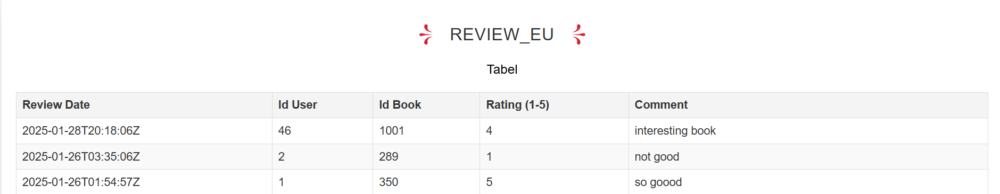 REVIEW_EU
Tabel
Review Date Id User Id Book Rating (1-5) Comment
2025-01-28T20:18:06Z 46 1001 4 interesting book
2025-01-26T03:35:06Z 2 289 1 not good
2025-01-26T01:54:57Z 1 350 5 so goood